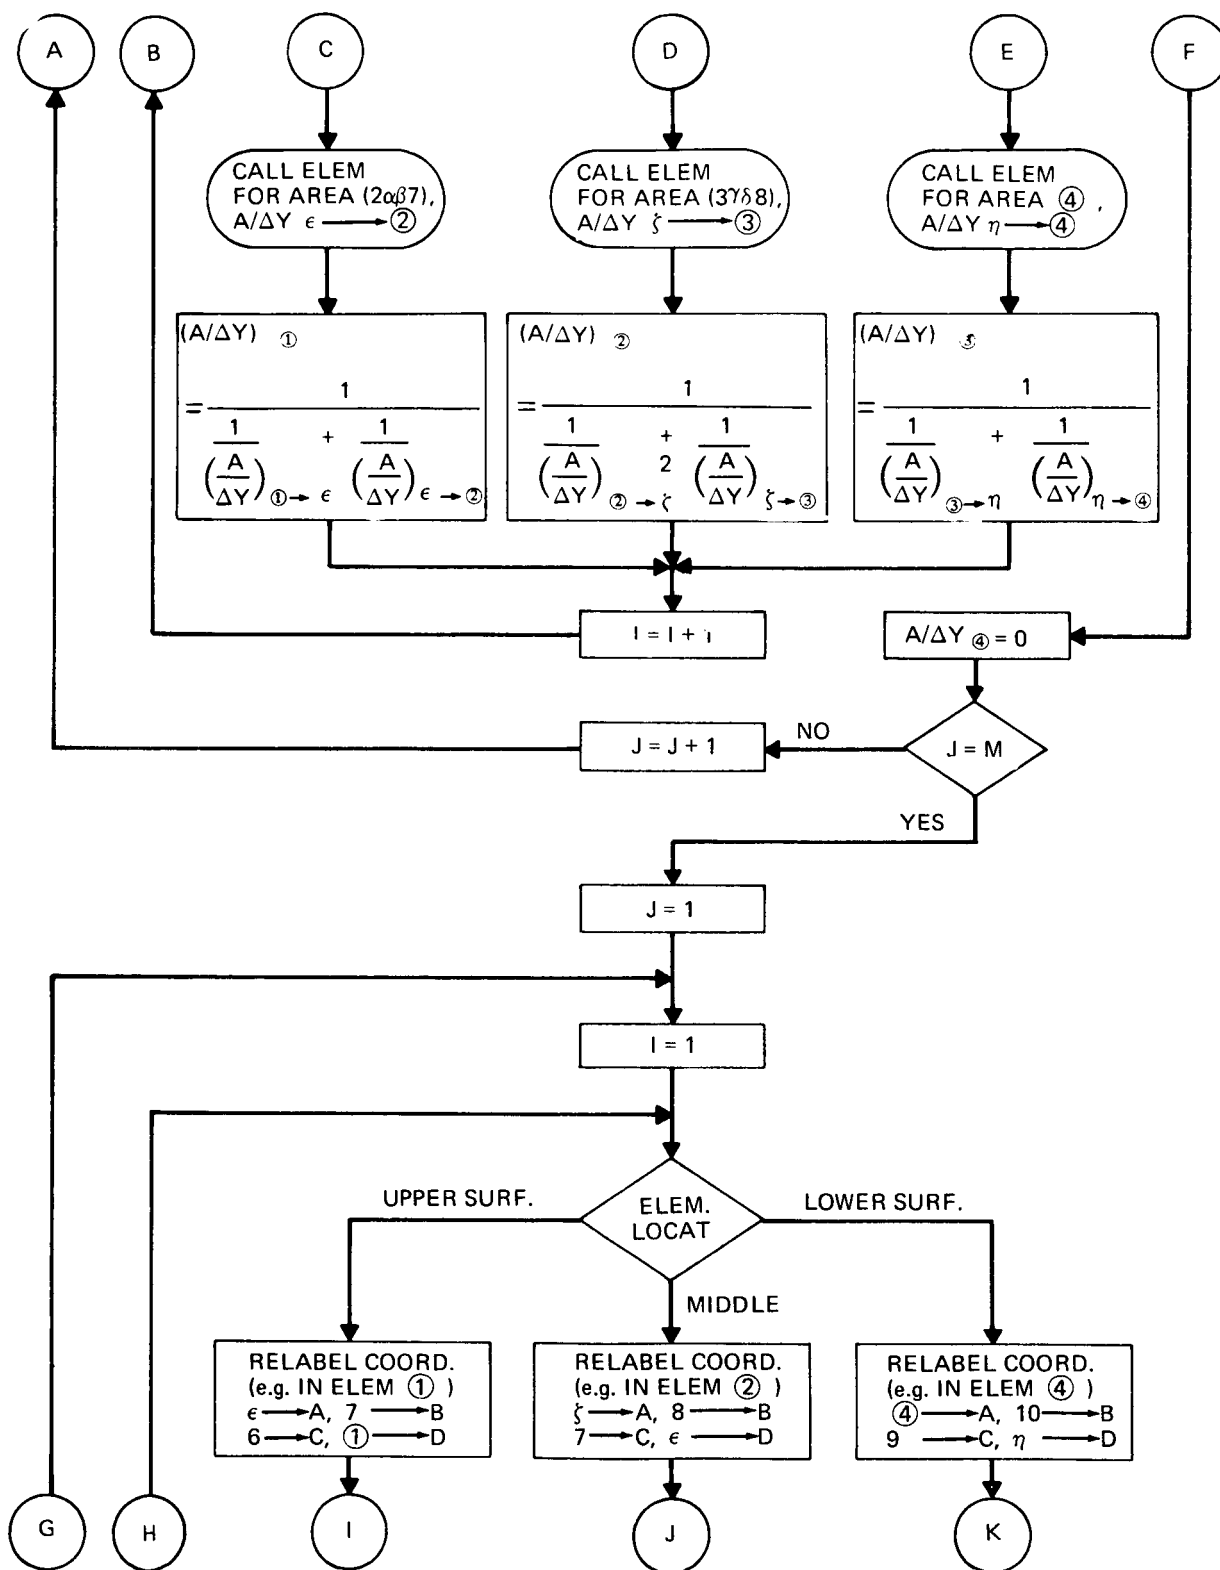 A
B
C
D
E
F
CALL ELEM
FOR AREA (2αβ7),
A/ΔY ϵ → ②
CALL ELEM
FOR AREA (3γδ8),
A/ΔY ζ → ③
CALL ELEM
FOR AREA ④ ,
A/ΔY η → ④
(A/ΔY) ①
= 1
1 + 1
(A/ΔY) ① → ϵ (A/ΔY) ϵ → ②
(A/ΔY) ②
= 1
1 + 1
2
(A/ΔY) ② → ζ (A/ΔY) ζ → ③
(A/ΔY) ③
= 1
1 + 1
(A/ΔY) ③ → η (A/ΔY) η → ④
I = I + 1
A/ΔY ④ = 0
J = J + 1
NO
J = M
YES
J = 1
I = 1
UPPER SURF.
ELEM.
LOCAT
LOWER SURF.
MIDDLE
RELABEL COORD.
(e.g. IN ELEM ① )
ϵ → A, 7 → B
6 → C, ① → D
RELABEL COORD.
(e.g. IN ELEM ② )
ζ → A, 8 → B
7 → C, ϵ → D
RELABEL COORD.
(e.g. IN ELEM ④ )
④ → A, 10 → B
9 → C, η → D
G
H
I
J
K